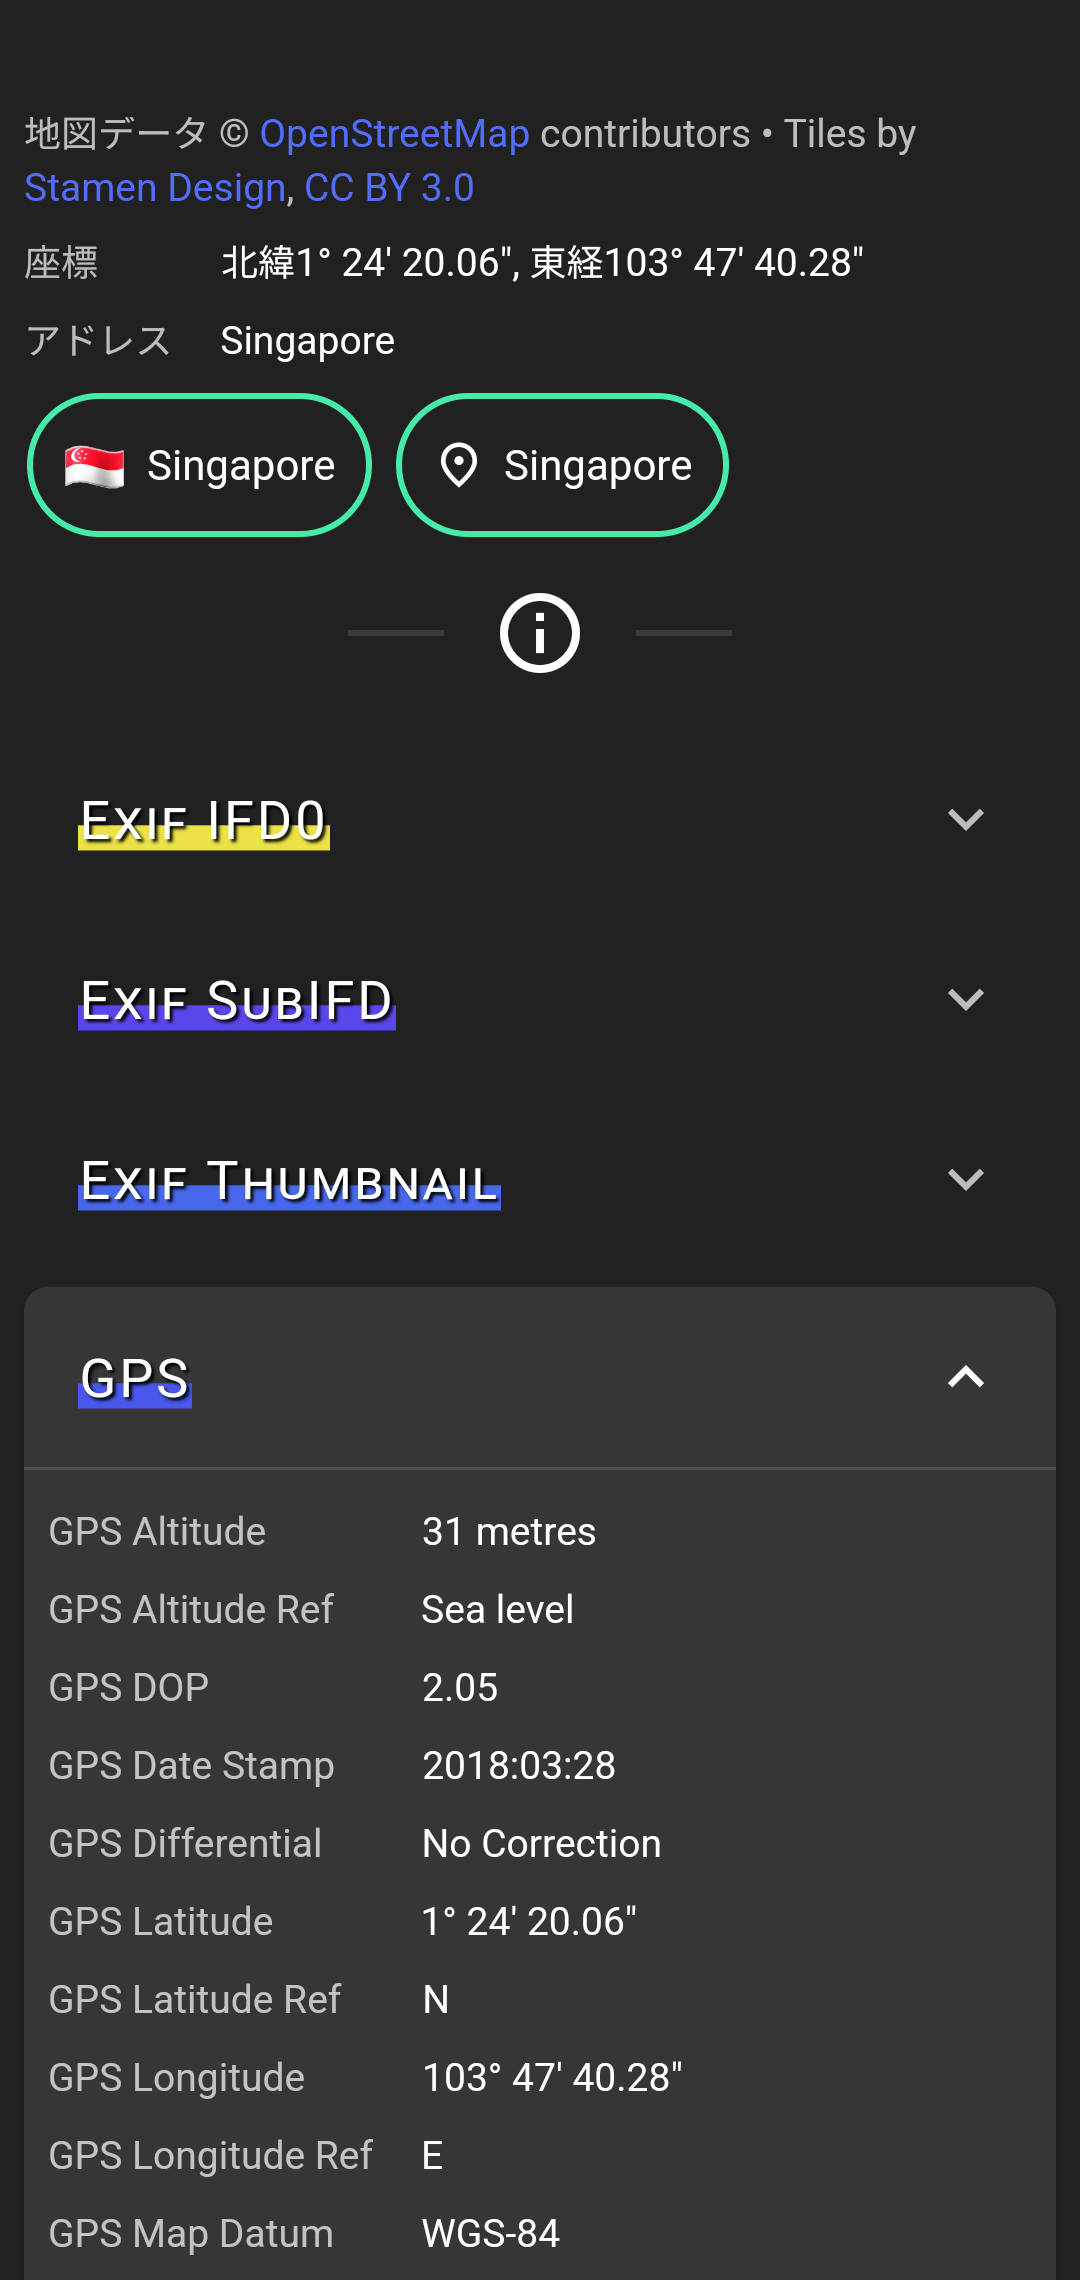 地図データ © OpenStreetMap contributors • Tiles by
Stamen Design, CC BY 3.0
座標 北緯1° 24' 20.06", 東経103° 47' 40.28"
アドレス Singapore
Singapore Singapore
Exif IFD0
Exif SubIFD
Exif Thumbnail
GPS
GPS Altitude 31 metres
GPS Altitude Ref Sea level
GPS DOP 2.05
GPS Date Stamp 2018:03:28
GPS Differential No Correction
GPS Latitude 1° 24' 20.06"
GPS Latitude Ref N
GPS Longitude 103° 47' 40.28"
GPS Longitude Ref E
GPS Map Datum WGS-84